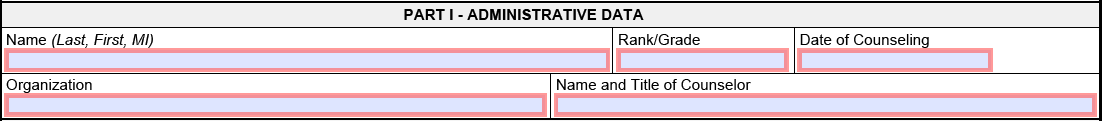 PART I - ADMINISTRATIVE DATA
Name (Last, First, MI) Rank/Grade Date of Counseling
Organization Name and Title of Counselor